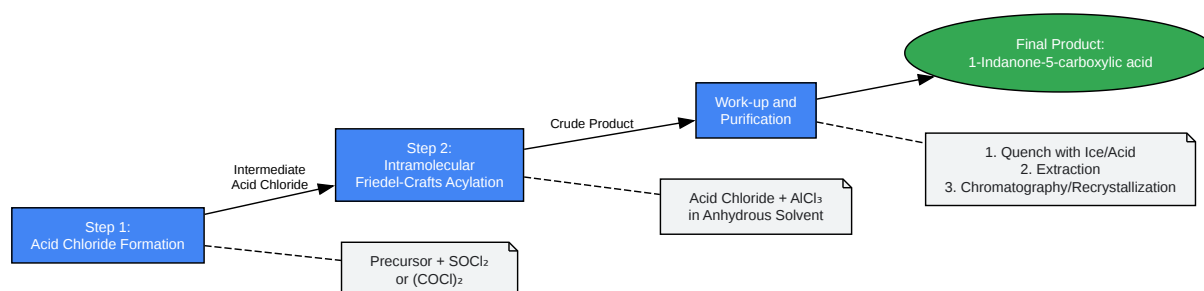 Step 1:
Acid Chloride Formation
Precursor + SOCl₂
or (COCl)₂
Intermediate
Acid Chloride
Step 2:
Intramolecular
Friedel-Crafts Acylation
Acid Chloride + AlCl₃
in Anhydrous Solvent
Crude Product
Work-up and
Purification
1. Quench with Ice/Acid
2. Extraction
3. Chromatography/Recrystallization
Final Product:
1-Indanone-5-carboxylic acid